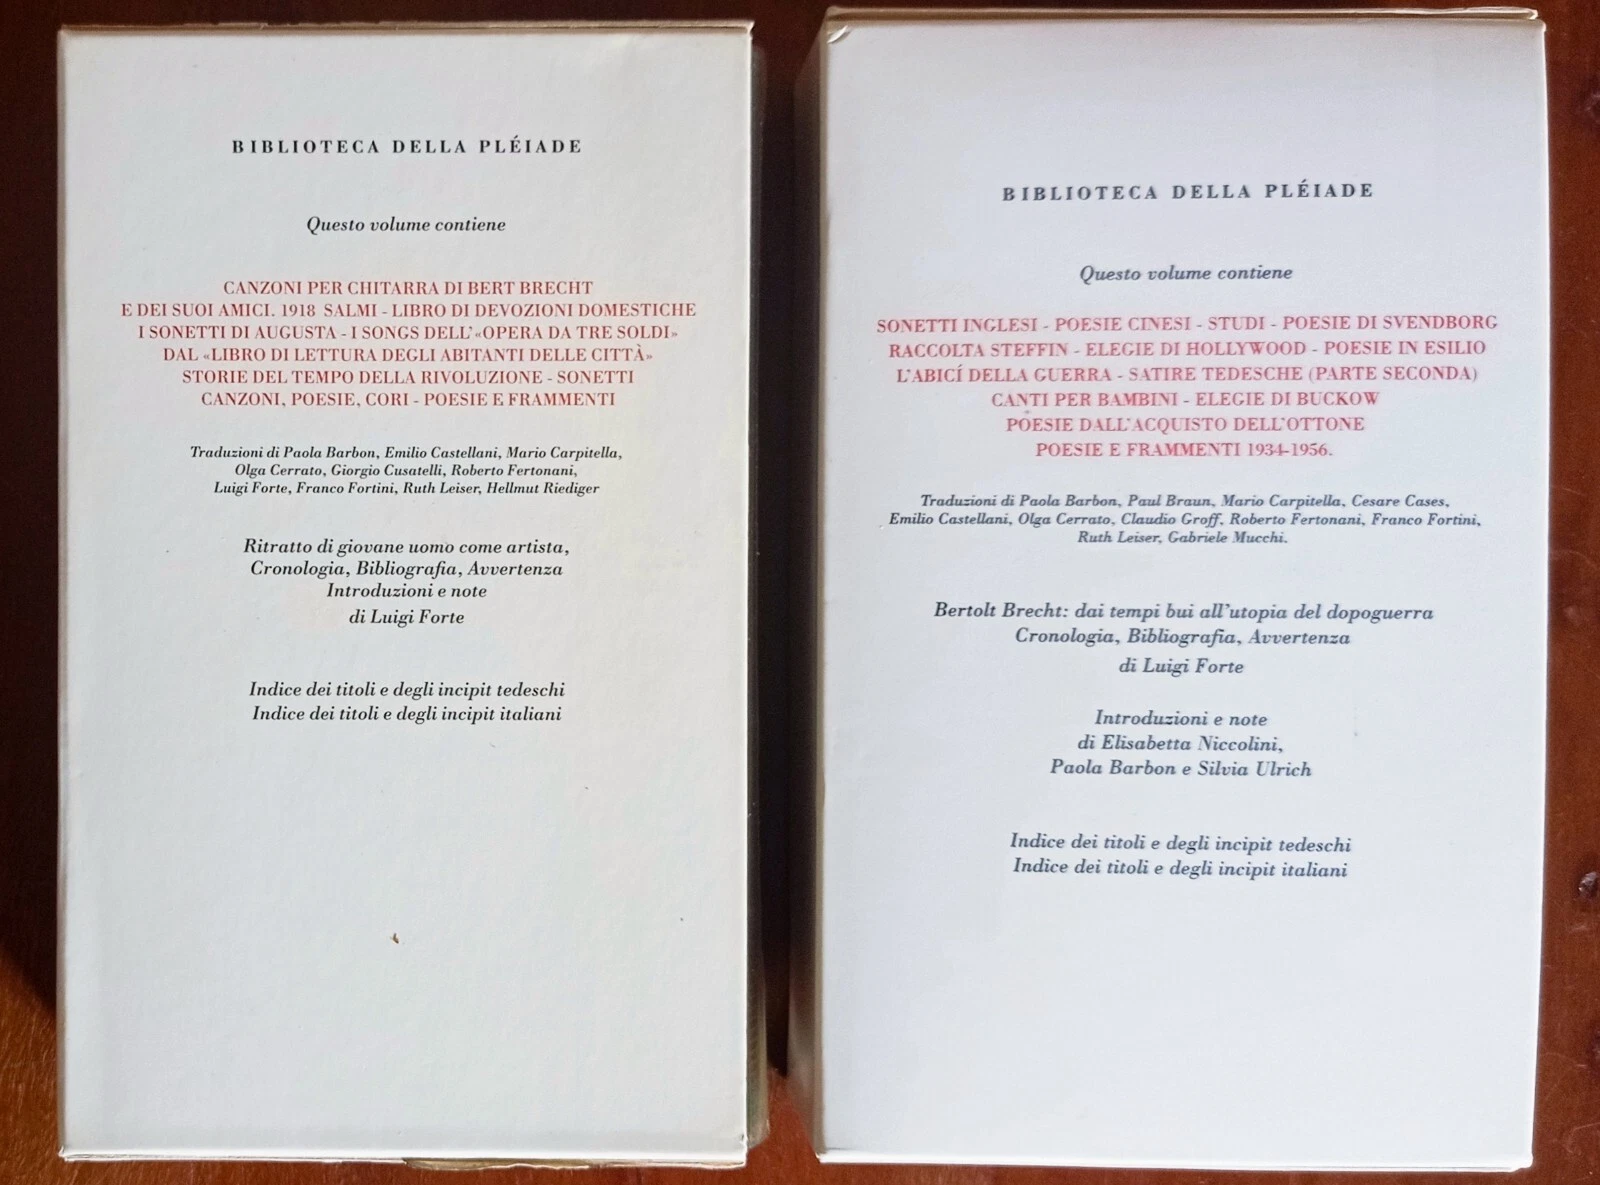 BIBLIOTECA DELLA PLÉIADE
Questo volume contiene
CANZONI PER CHITARRA DI BERT BRECHT
E DEI SUOI AMICI. 1918 SALMI - LIBRO DI DEVOZIONI DOMESTICHE
I SONETTI DI AUGUSTA - I SONGS DELL'«OPERA DA TRE SOLDI»
DAL «LIBRO DI LETTURA DEGLI ABITANTI DELLE CITTÀ»
STORIE DEL TEMPO DELLA RIVOLUZIONE - SONETTI
CANZONI, POESIE, CORI - POESIE E FRAMMENTI
Traduzioni di Paola Barbon, Emilio Castellani, Mario Carpitella,
Olga Cerrato, Giorgio Cusatelli, Roberto Fertonani,
Luigi Forte, Franco Fortini, Ruth Leiser, Hellmut Riediger
Ritratto di giovane uomo come artista,
Cronologia, Bibliografia, Avvertenza
Introduzioni e note
di Luigi Forte
Indice dei titoli e degli incipit tedeschi
Indice dei titoli e degli incipit italiani
BIBLIOTECA DELLA PLÉIADE
Questo volume contiene
SONETTI INGLESI - POESIE CINESI - STUDI - POESIE DI SVENDBORG
RACCOLTA STEFFIN - ELEGIE DI HOLLYWOOD - POESIE IN ESILIO
L'ABICÍ DELLA GUERRA - SATIRE TEDESCHE (PARTE SECONDA)
CANTI PER BAMBINI - ELEGIE DI BUCKOW
POESIE DALL'ACQUISTO DELL'OTTONE
POESIE E FRAMMENTI 1934-1956.
Traduzioni di Paola Barbon, Paul Braun, Mario Carpitella, Cesare Cases,
Emilio Castellani, Olga Cerrato, Claudio Groff, Roberto Fertonani, Franco Fortini,
Ruth Leiser, Gabriele Mucchi.
Bertolt Brecht: dai tempi bui all'utopia del dopoguerra
Cronologia, Bibliografia, Avvertenza
di Luigi Forte
Introduzioni e note
di Elisabetta Niccolini,
Paola Barbon e Silvia Ulrich
Indice dei titoli e degli incipit tedeschi
Indice dei titoli e degli incipit italiani